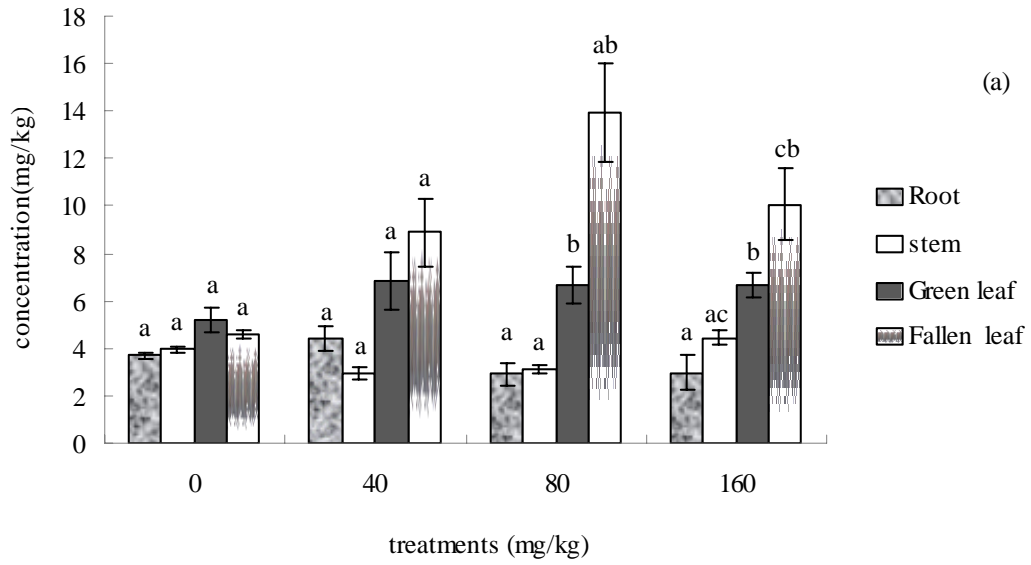 18
16
14
12
10
8
6
4
2
0
concentration(mg/kg)
a a a a
a a a a
a a b ab
a ac b cb
(a)
Root
stem
Green leaf
Fallen leaf
0 40 80 160
treatments (mg/kg)